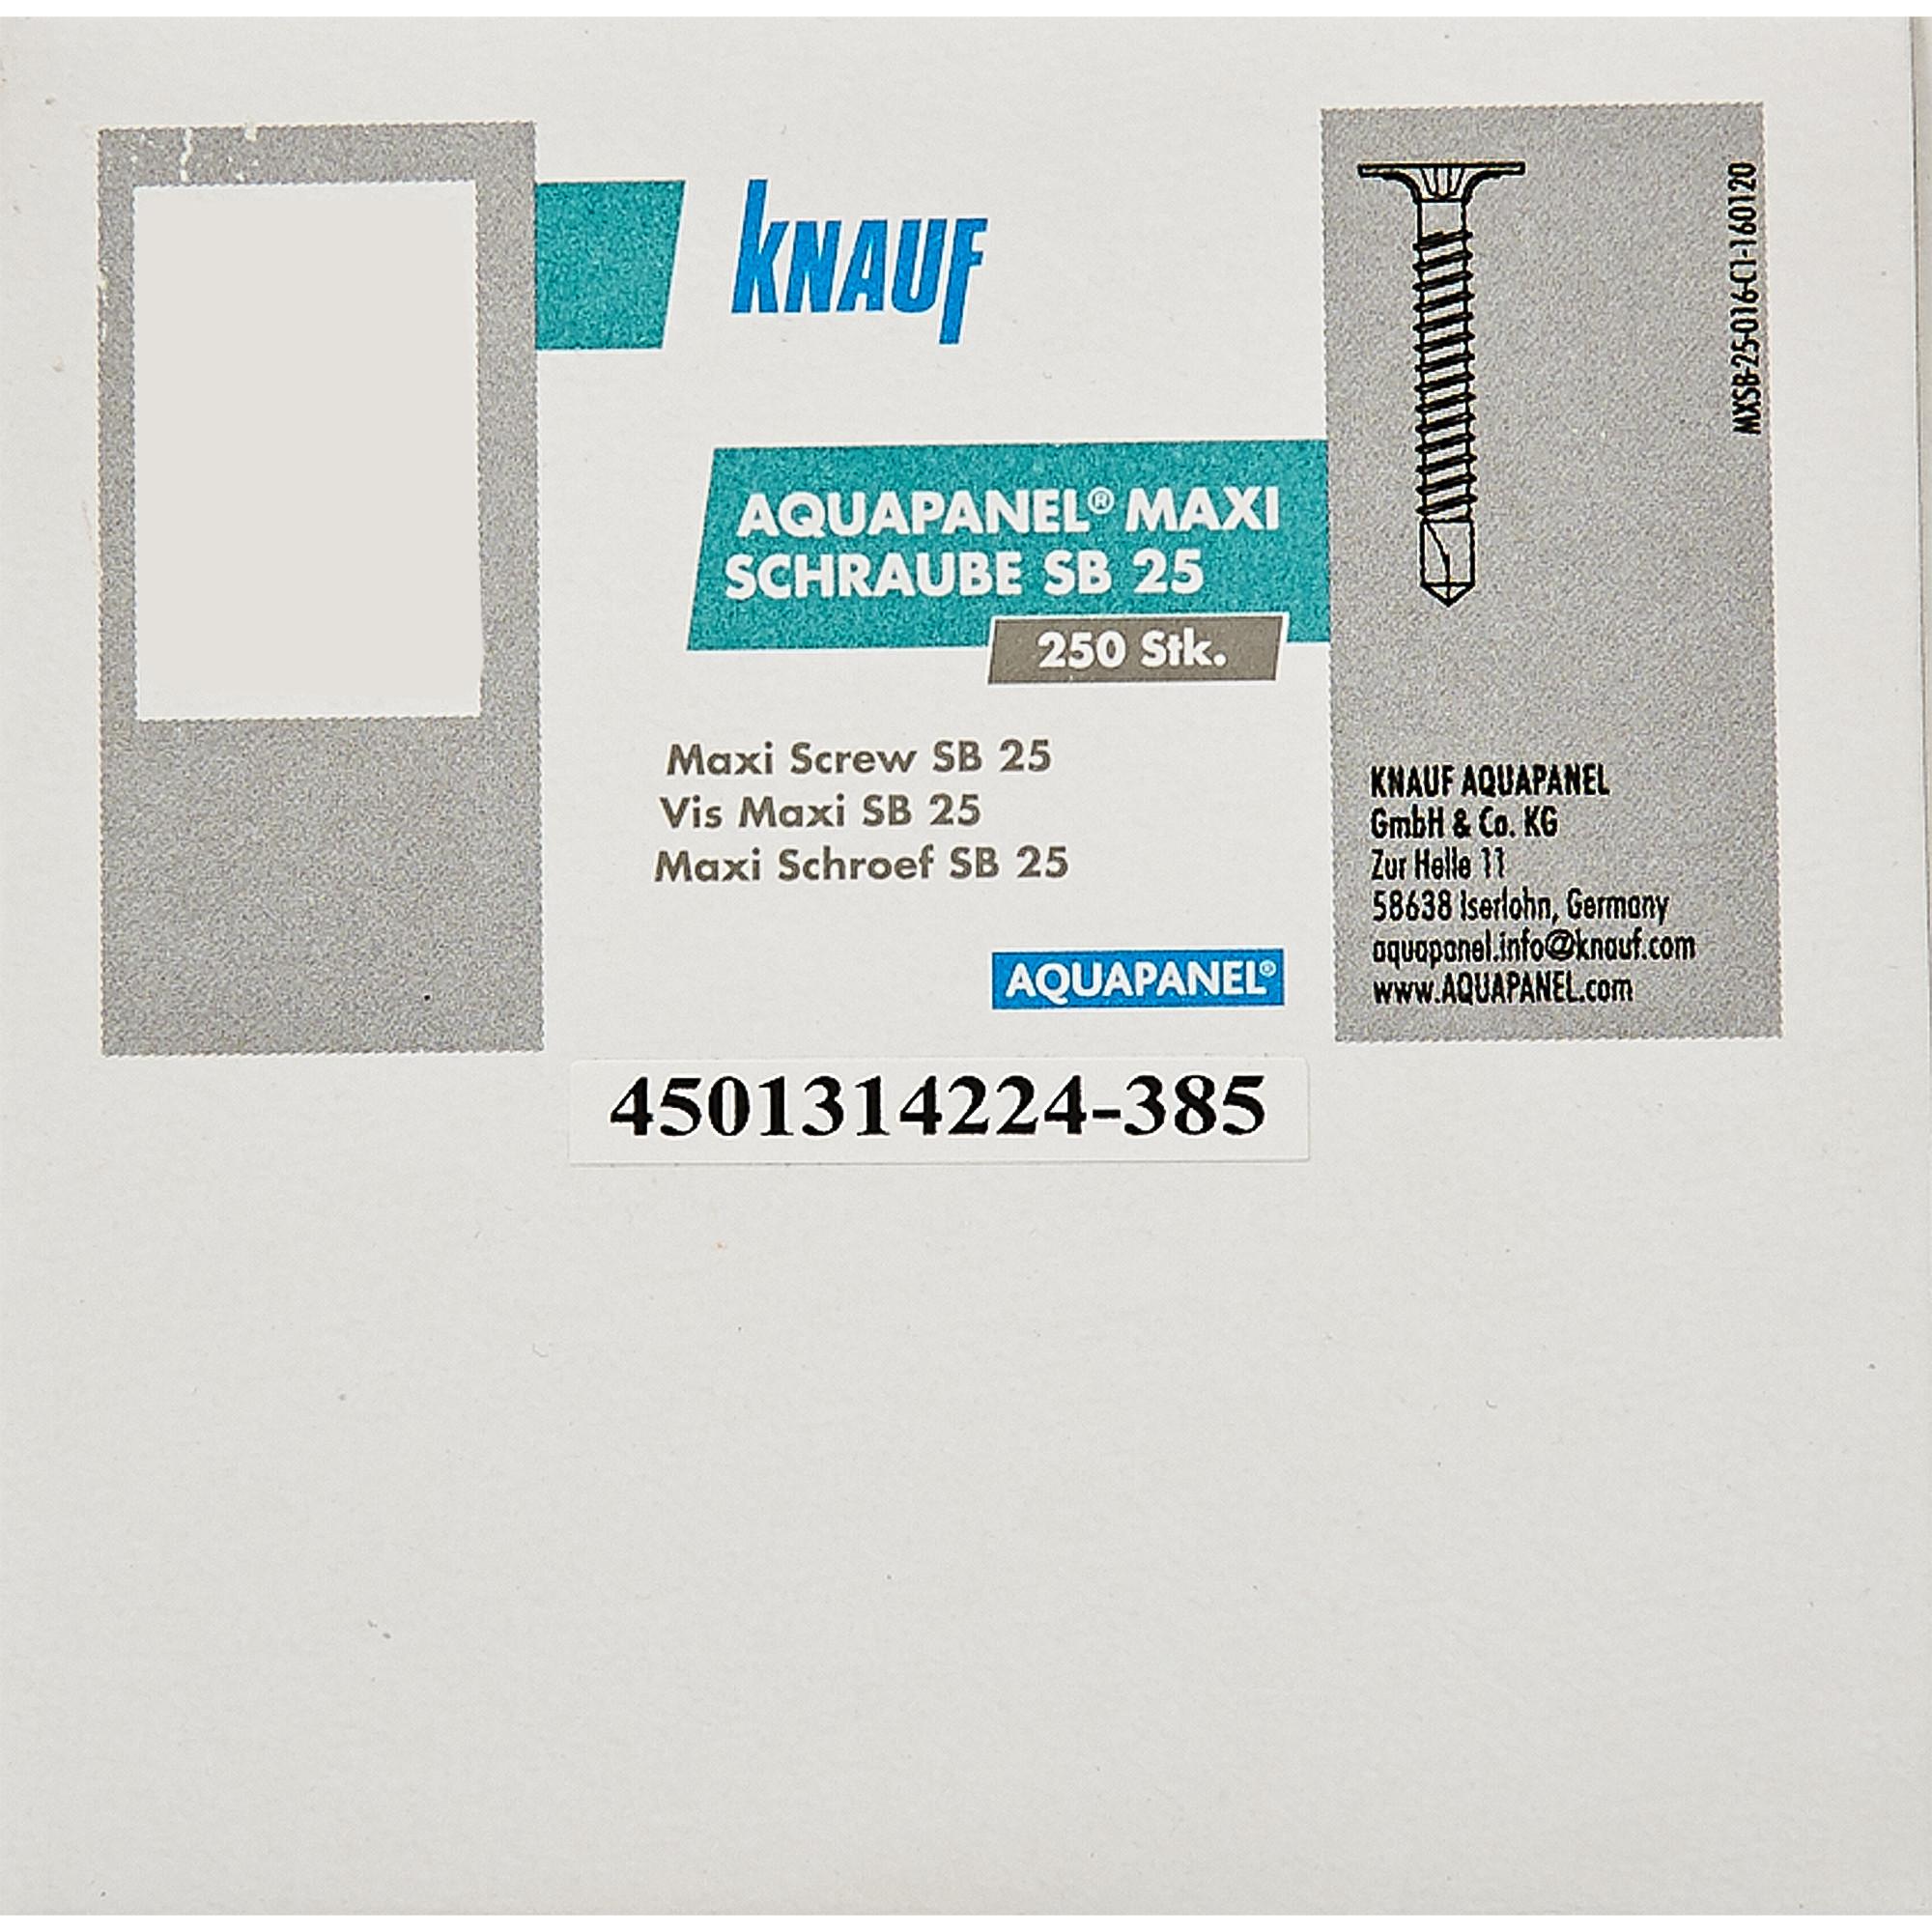 KNAUF
AQUAPANEL® MAXI
SCHRAUBE SB 25
250 Stk.
Maxi Screw SB 25
Vis Maxi SB 25
Maxi Schroef SB 25
AQUAPANEL®
4501314224-385
MXSB-25-016-C1-160120
KNAUF AQUAPANEL
GmbH & Co. KG
Zur Helle 11
58638 Iserlohn, Germany
aquapanel.info@knauf.com
www.AQUAPANEL.com